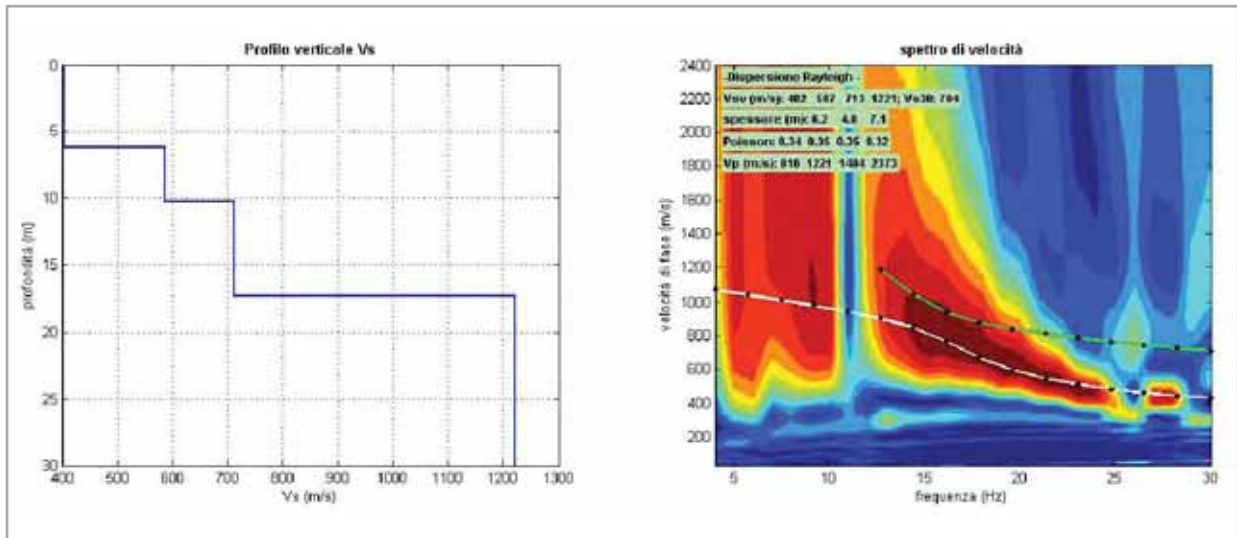 Profilo verticale Vs
0
5
10
15
20
25
30
profondità (m)
400 500 600 700 800 900 1000 1100 1200 1300
Vs (m/s)
spettro di velocità
-Dispersione Rayleigh -
Vsv (m/s): 402 587 713 1221; Vs30: 704
spessore (m): 6.2 4.0 7.1
Poisson: 0.34 0.35 0.35 0.32
Vp (m/s): 816 1221 1484 2373
2400
2200
2000
1800
1600
1400
1200
1000
800
600
400
200
velocità di fase (m/s)
5 10 15 20 25 30
frequenza (Hz)